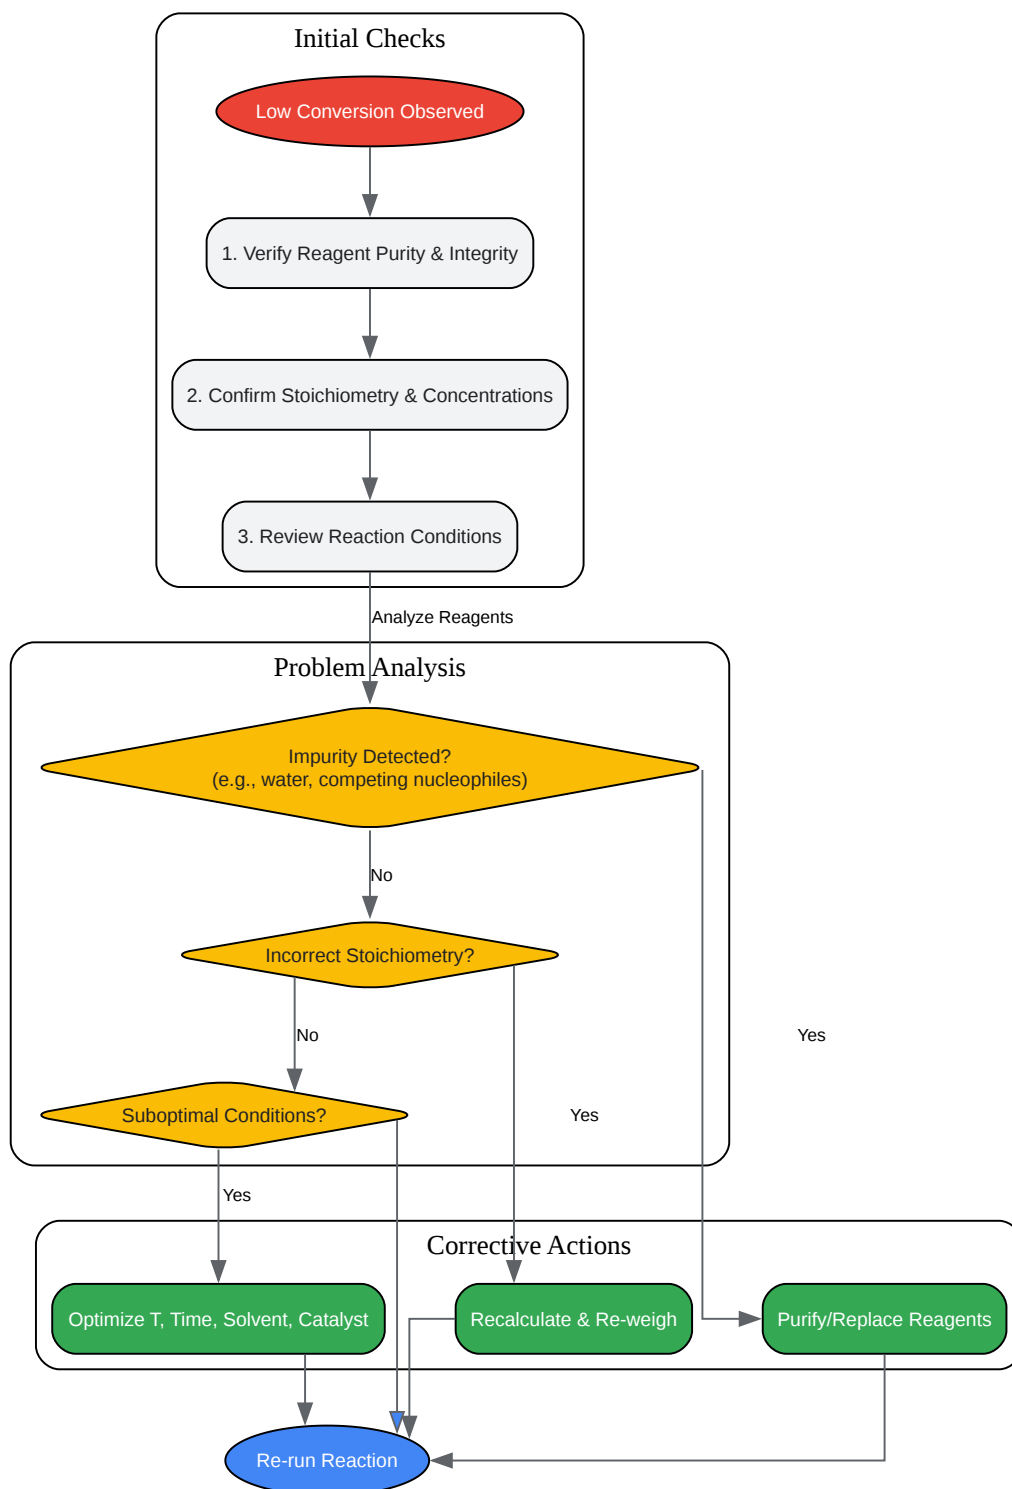 Initial Checks
Low Conversion Observed
1. Verify Reagent Purity & Integrity
2. Confirm Stoichiometry & Concentrations
3. Review Reaction Conditions
Analyze Reagents
Problem Analysis
Impurity Detected?
(e.g., water, competing nucleophiles)
No
Incorrect Stoichiometry?
No
Yes
Suboptimal Conditions?
Yes
Yes
Corrective Actions
Optimize T, Time, Solvent, Catalyst
Recalculate & Re-weigh
Purify/Replace Reagents
Re-run Reaction